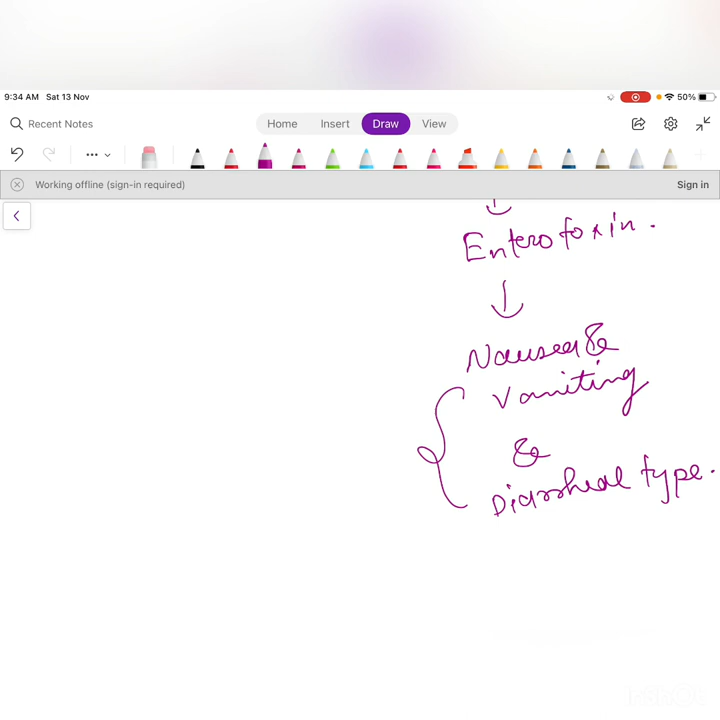 9:34 AM Sat 13 Nov
50%
Recent Notes
Home Insert Draw View
Working offline (sign-in required)
Sign in
Enterotoxin.
Nausea &
vomiting
&
Diarrheal type.